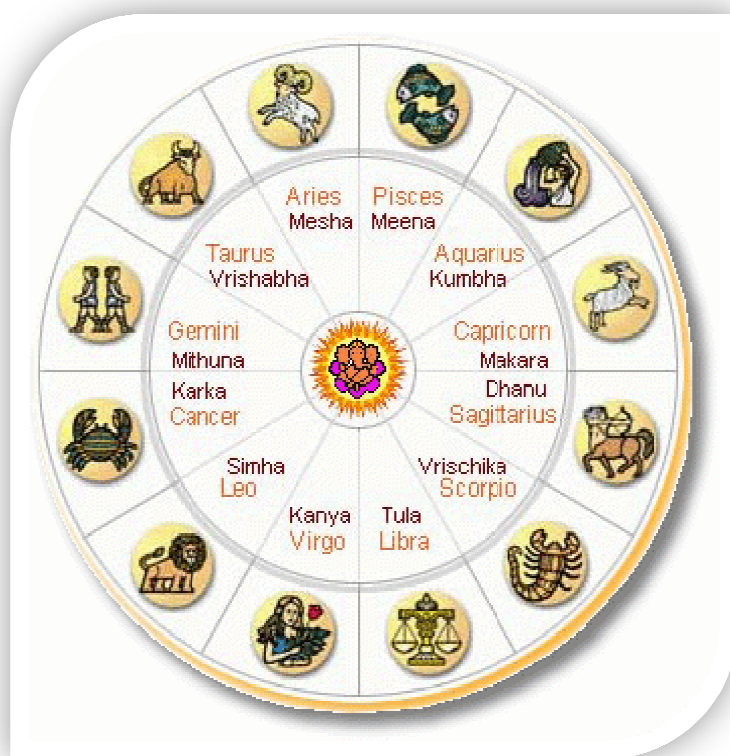 Aries
Mesha
Pisces
Meena
Taurus
Vrishabha
Aquarius
Kumbha
Gemini
Mithuna
Capricorn
Makara
Karka
Cancer
Dhanu
Sagittarius
Simha
Leo
Vrischika
Scorpio
Kanya
Virgo
Tula
Libra